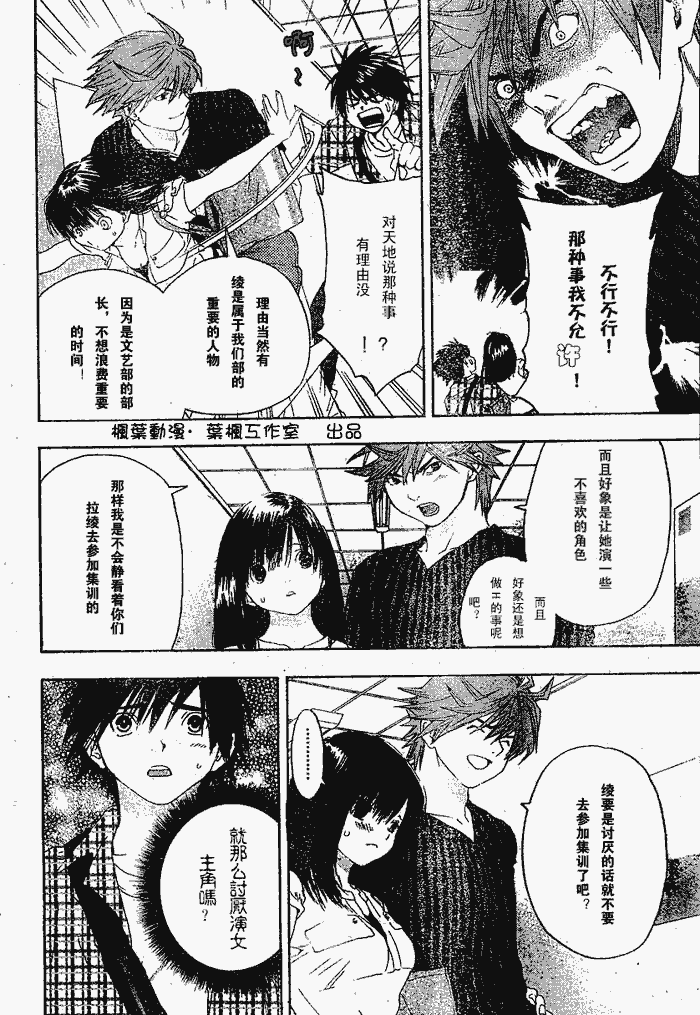 不行不行！
那种事我不允
许！
啊～
对天地说那种事
有理由没
！？
理由当然有
绫是属于我们部的
重要的人物
因为是文艺部的部
长，不想浪费重要
的时间！
楓葉動漫·葉楓工作室 出品
而且好象是让她演一些
不喜欢的角色
而且
好象还是想
做H的事呢
吧？
那样我是不会静看着你们
拉绫去参加集训的
绫要是讨厌的话就不要
去参加集训了吧？
………
就那么討厭演女
主角嗎？